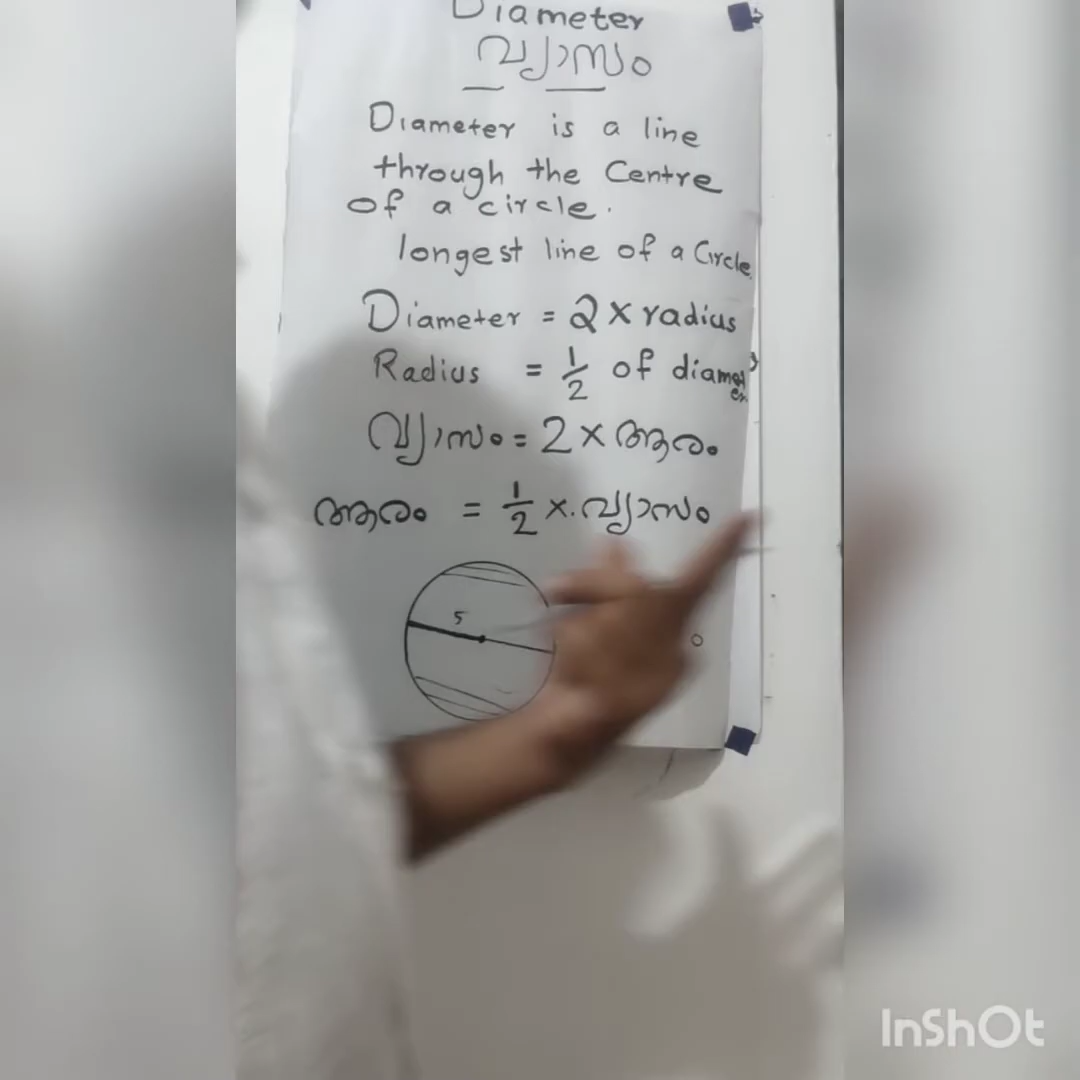 Diameter
വ്യാസം
Diameter is a line
through the Centre
of a circle.
longest line of a Circle.
Diameter = 2 x radius
Radius = 1/2 of diameter
വ്യാസം = 2 x ആരം
ആരം = 1/2 x. വ്യാസം
5
InShOt